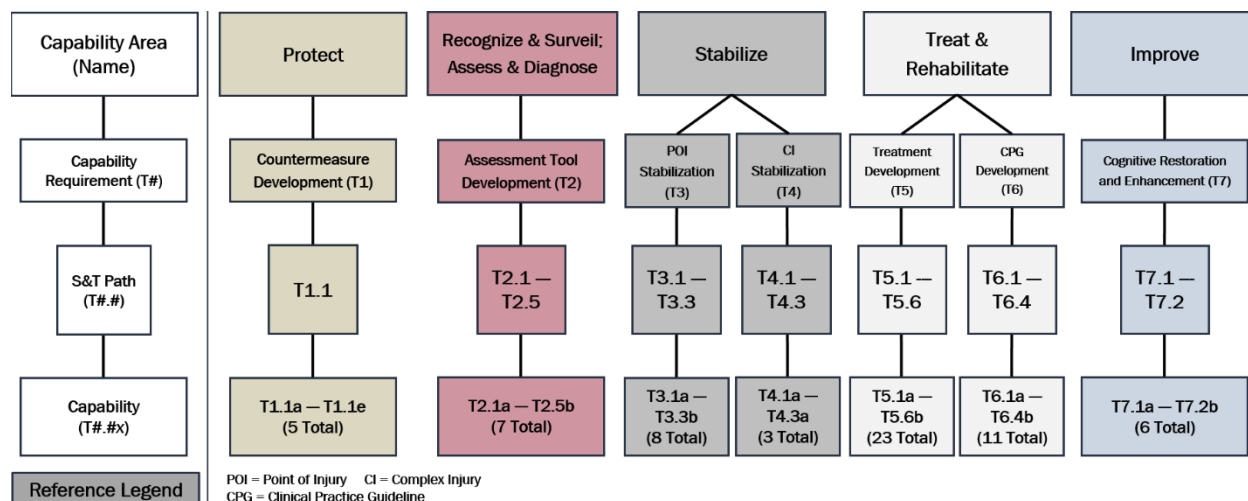 Capability Area
(Name)
Protect
Recognize & Surveil;
Assess & Diagnose
Stabilize
Treat &
Rehabilitate
Improve
Capability
Requirement (T#)
Countermeasure
Development (T1)
Assessment Tool
Development (T2)
POI
Stabilization
(T3)
CI
Stabilization
(T4)
Treatment
Development
(T5)
CPG
Development
(T6)
Cognitive Restoration
and Enhancement (T7)
S&T Path
(T#.#)
T1.1
T2.1 —
T2.5
T3.1 —
T3.3
T4.1 —
T4.3
T5.1 —
T5.6
T6.1 —
T6.4
T7.1 —
T7.2
Capability
(T#.#x)
T1.1a — T1.1e
(5 Total)
T2.1a — T2.5b
(7 Total)
T3.1a —
T3.3b
(8 Total)
T4.1a —
T4.3a
(3 Total)
T5.1a —
T5.6b
(23 Total)
T6.1a —
T6.4b
(11 Total)
T7.1a — T7.2b
(6 Total)
Reference Legend
POI = Point of Injury CI = Complex Injury
CPG = Clinical Practice Guideline